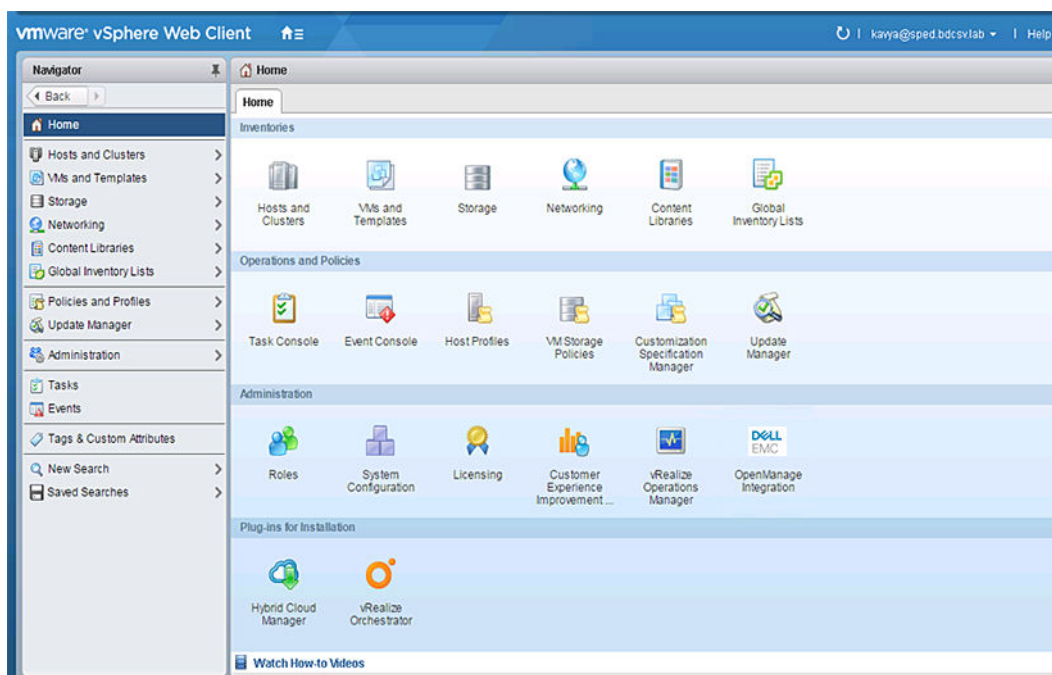 vmware® vSphere Web Client
kavya@sped.bdcsv.lab
Help
Navigator
Back
Home
Hosts and Clusters
VMs and Templates
Storage
Networking
Content Libraries
Global Inventory Lists
Policies and Profiles
Update Manager
Administration
Tasks
Events
Tags & Custom Attributes
New Search
Saved Searches
Home
Home
Inventories
Hosts and
Clusters
VMs and
Templates
Storage
Networking
Content
Libraries
Global
Inventory Lists
Operations and Policies
Task Console
Event Console
Host Profiles
VM Storage
Policies
Customization
Specification
Manager
Update
Manager
Administration
Roles
System
Configuration
Licensing
Customer
Experience
Improvement ...
vRealize
Operations
Manager
DELL
EMC
OpenManage
Integration
Plug-ins for Installation
Hybrid Cloud
Manager
vRealize
Orchestrator
Watch How-to Videos